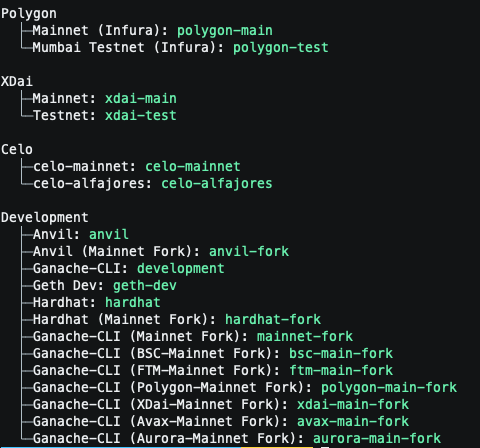 Polygon
├─Mainnet (Infura): polygon-main
└─Mumbai Testnet (Infura): polygon-test
XDai
├─Mainnet: xdai-main
└─Testnet: xdai-test
Celo
├─celo-mainnet: celo-mainnet
└─celo-alfajores: celo-alfajores
Development
├─Anvil: anvil
├─Anvil (Mainnet Fork): anvil-fork
├─Ganache-CLI: development
├─Geth Dev: geth-dev
├─Hardhat: hardhat
├─Hardhat (Mainnet Fork): hardhat-fork
├─Ganache-CLI (Mainnet Fork): mainnet-fork
├─Ganache-CLI (BSC-Mainnet Fork): bsc-main-fork
├─Ganache-CLI (FTM-Mainnet Fork): ftm-main-fork
├─Ganache-CLI (Polygon-Mainnet Fork): polygon-main-fork
├─Ganache-CLI (XDai-Mainnet Fork): xdai-main-fork
├─Ganache-CLI (Avax-Mainnet Fork): avax-main-fork
└─Ganache-CLI (Aurora-Mainnet Fork): aurora-main-fork